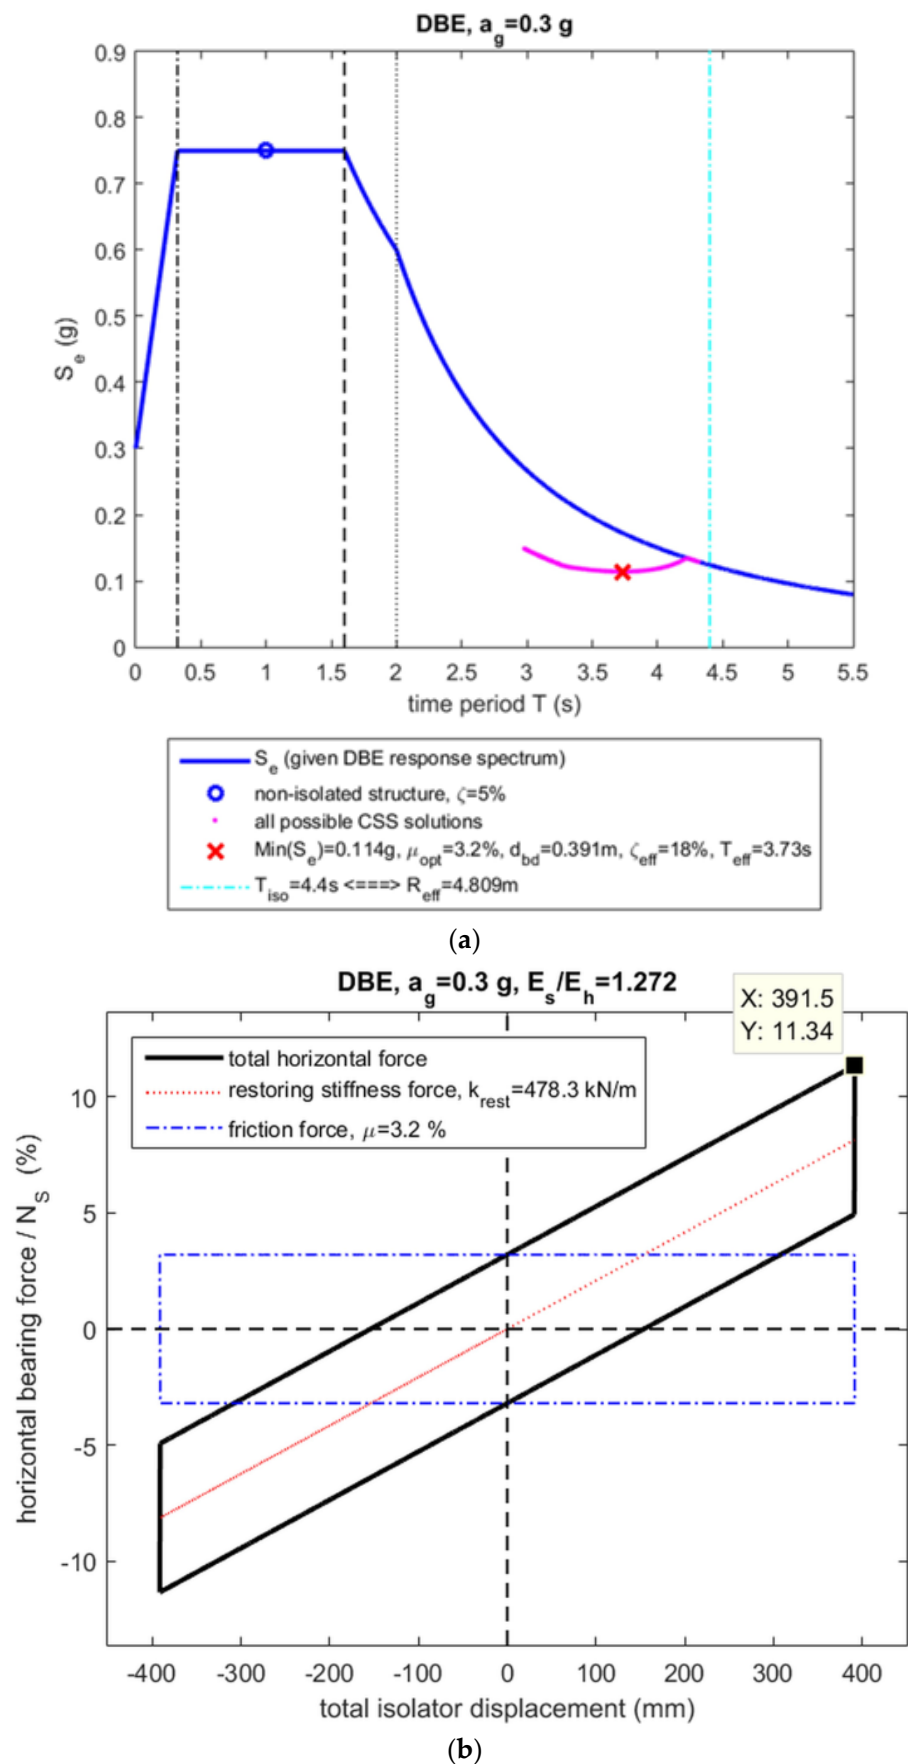 DBE, a_g=0.3 g
0.9
0.8
0.7
0.6
0.5
0.4
0.3
0.2
0.1
0
S_e (g)
0 0.5 1 1.5 2 2.5 3 3.5 4 4.5 5 5.5
time period T (s)
S_e (given DBE response spectrum)
non-isolated structure, ζ=5%
all possible CSS solutions
Min(S_e)=0.114g, μ_opt=3.2%, d_bd=0.391m, ζ_eff=18%, T_eff=3.73s
T_iso=4.4s <===> R_eff=4.809m
(a)
DBE, a_g=0.3 g, E_s/E_h=1.272
X: 391.5
Y: 11.34
total horizontal force
restoring stiffness force, k_rest=478.3 kN/m
friction force, μ=3.2 %
10
5
0
-5
-10
horizontal bearing force / N_S (%)
-400 -300 -200 -100 0 100 200 300 400
total isolator displacement (mm)
(b)